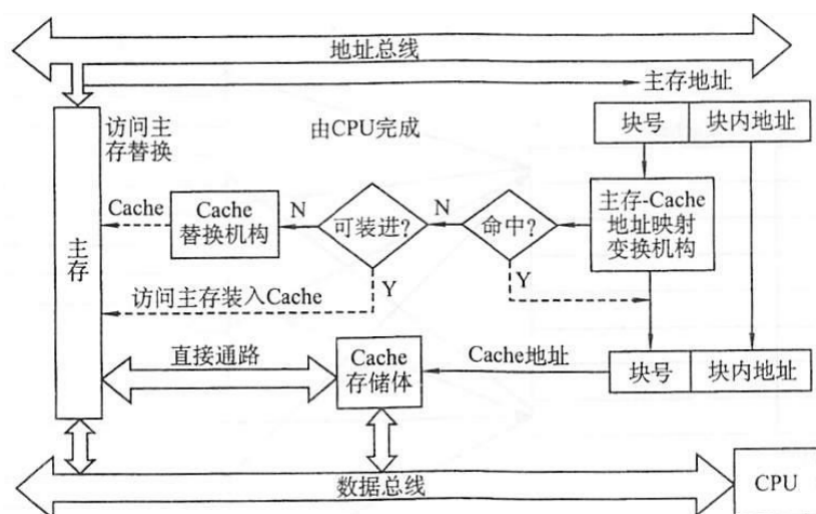 地址总线
主存地址
访问主
存替换
由CPU完成
块号
块内地址
Cache
Cache
替换机构
N
可装进?
N
命中?
主存-Cache
地址映射
变换机构
主存
Y
Y
访问主存装入Cache
直接通路
Cache
存储体
Cache地址
块号
块内地址
数据总线
CPU